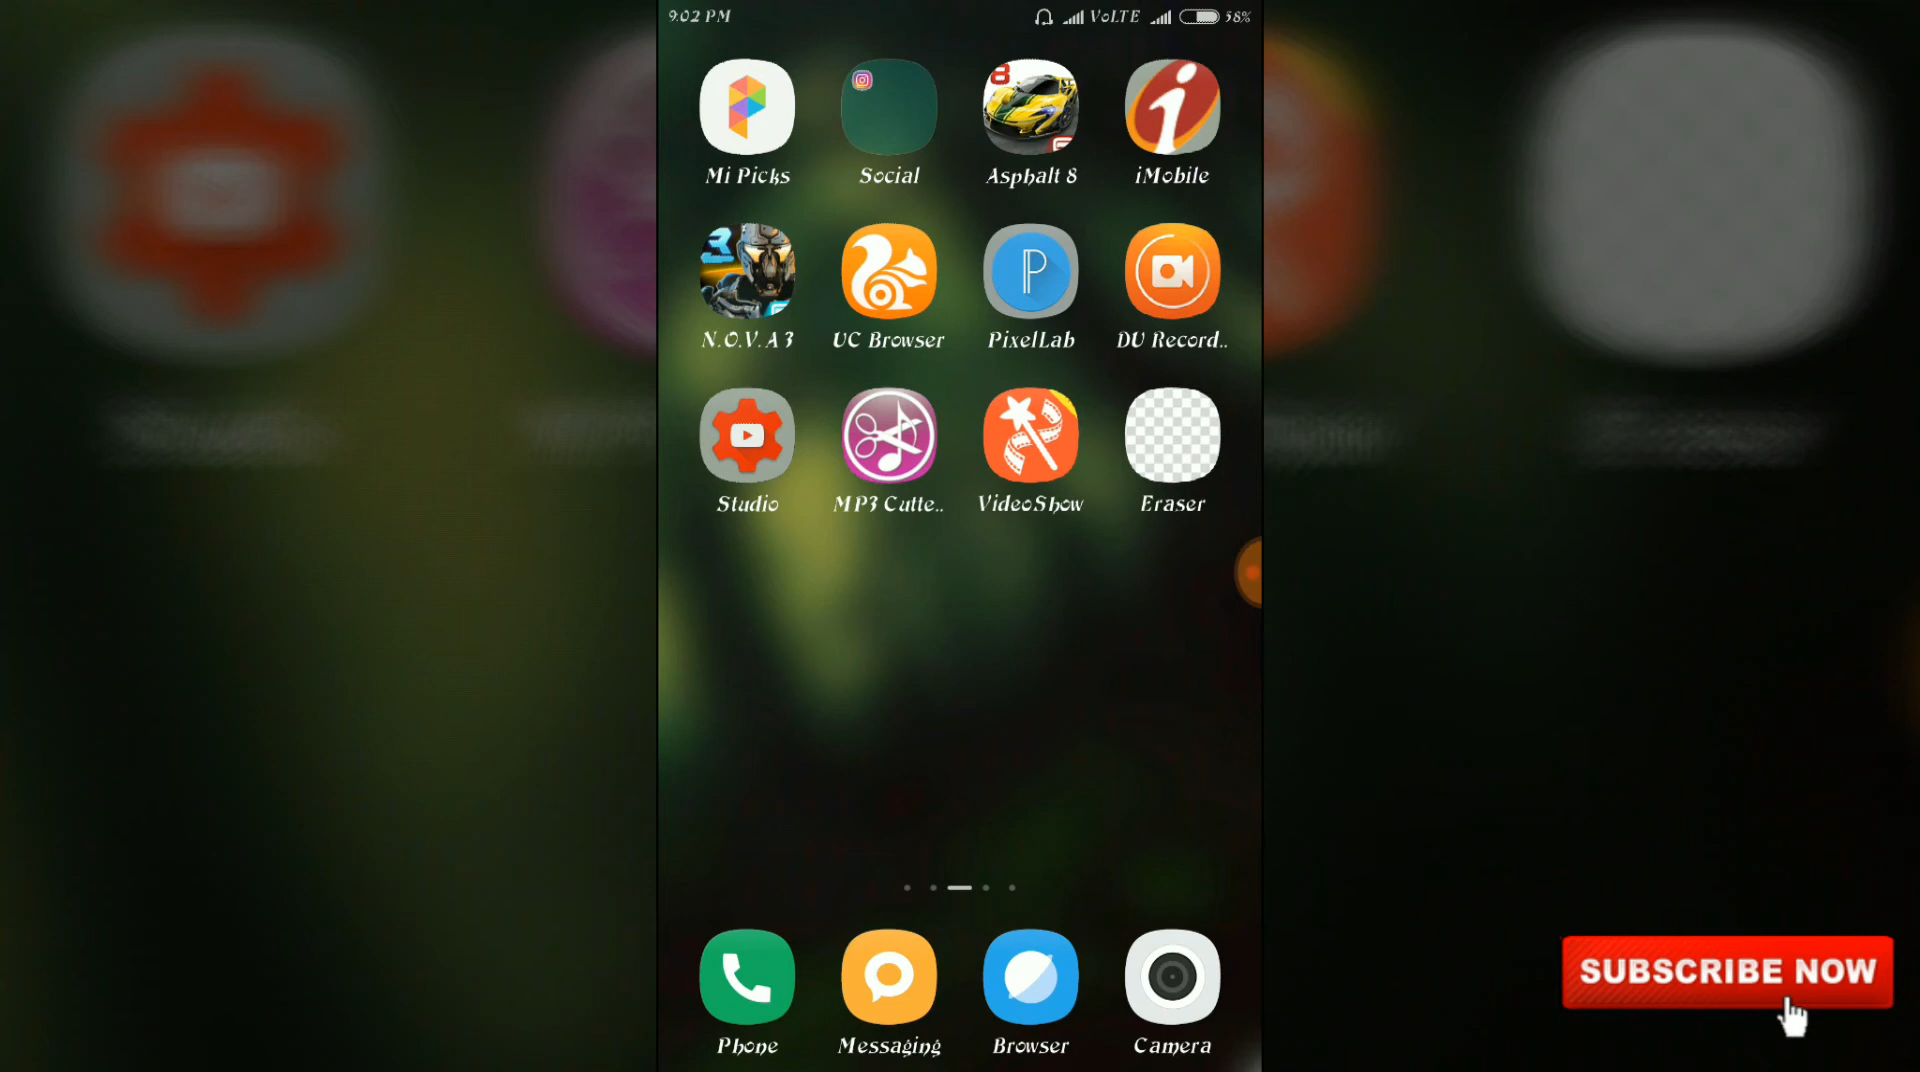 9:02 PM VoLTE 58%
Mi Picks Social Asphalt 8 iMobile
N.O.V.A 3 UC Browser PixelLab DU Record..
Studio MP3 Cutte.. VideoShow Eraser
Phone Messaging Browser Camera
SUBSCRIBE NOW